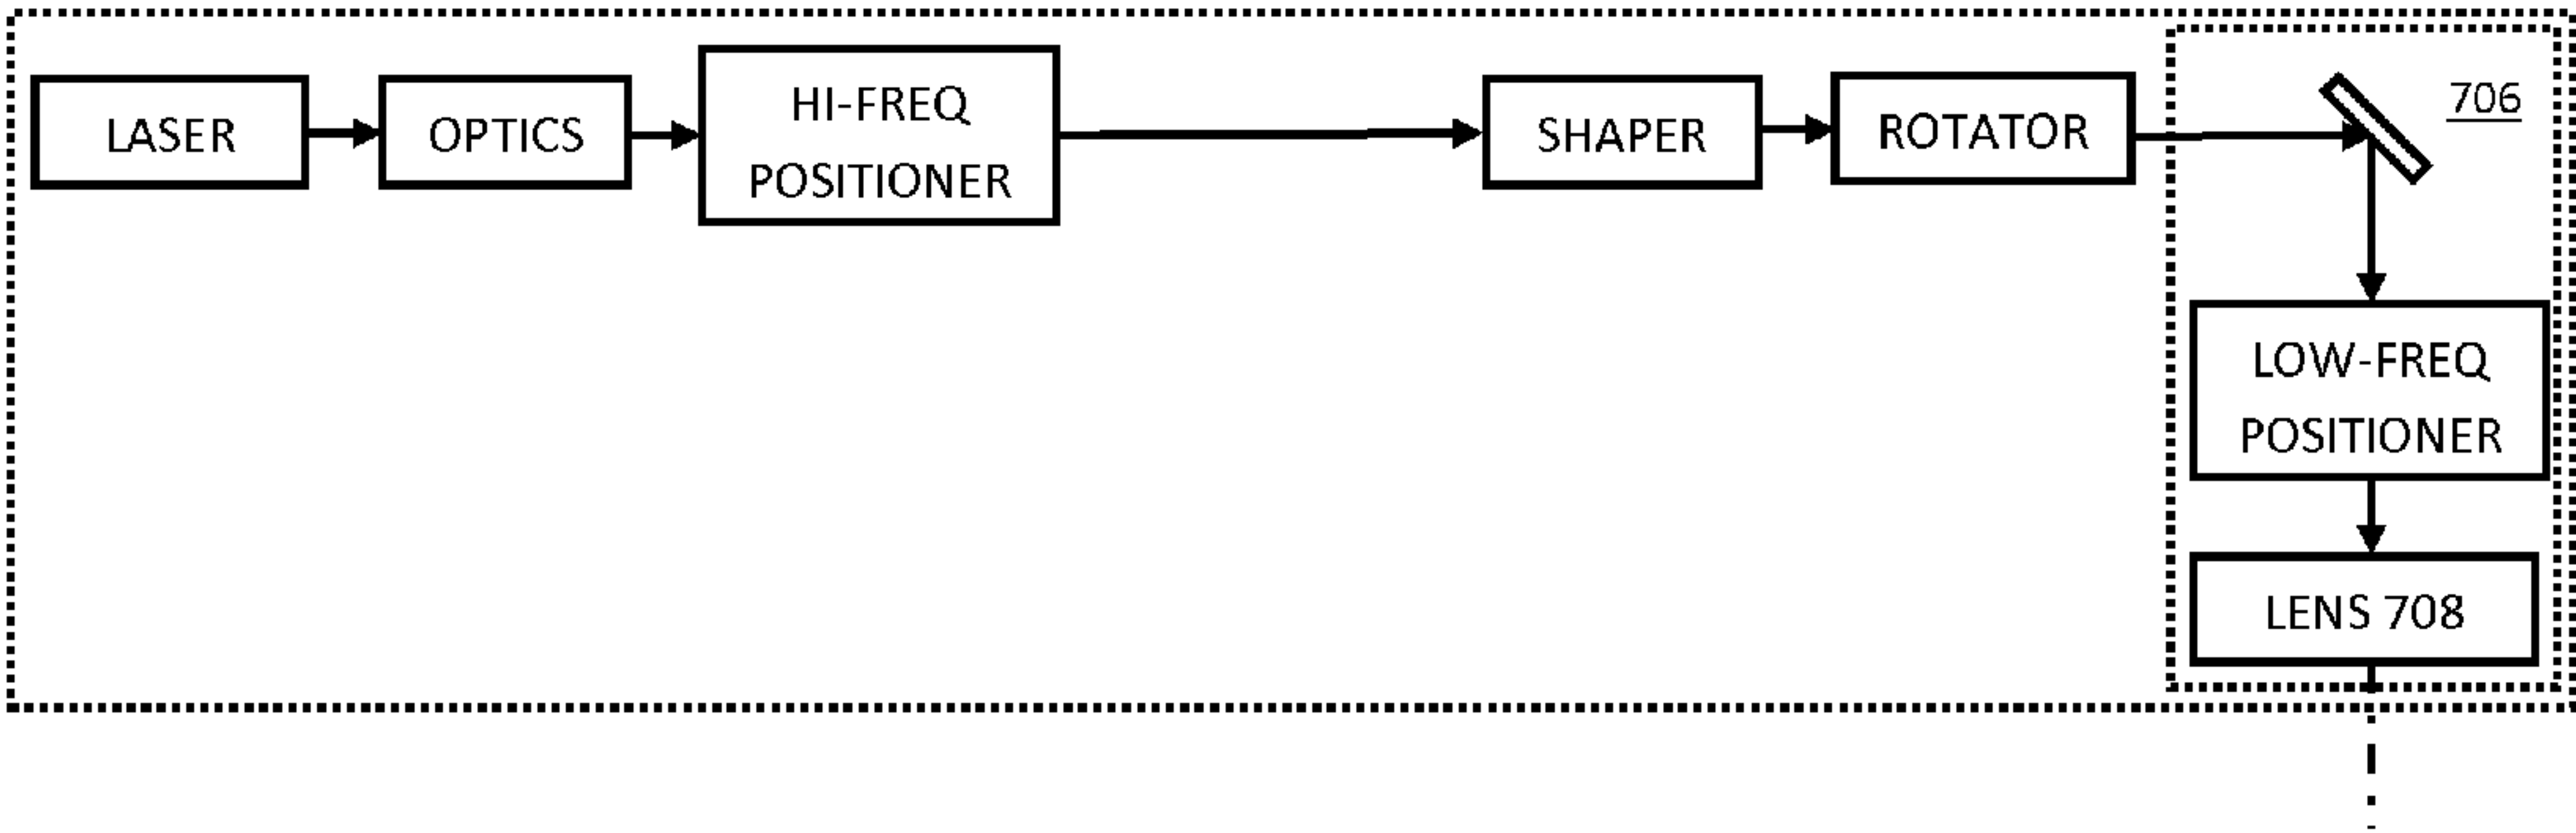 LASER
OPTICS
HI-FREQ
POSITIONER
SHAPER
ROTATOR
706
LOW-FREQ
POSITIONER
LENS 708